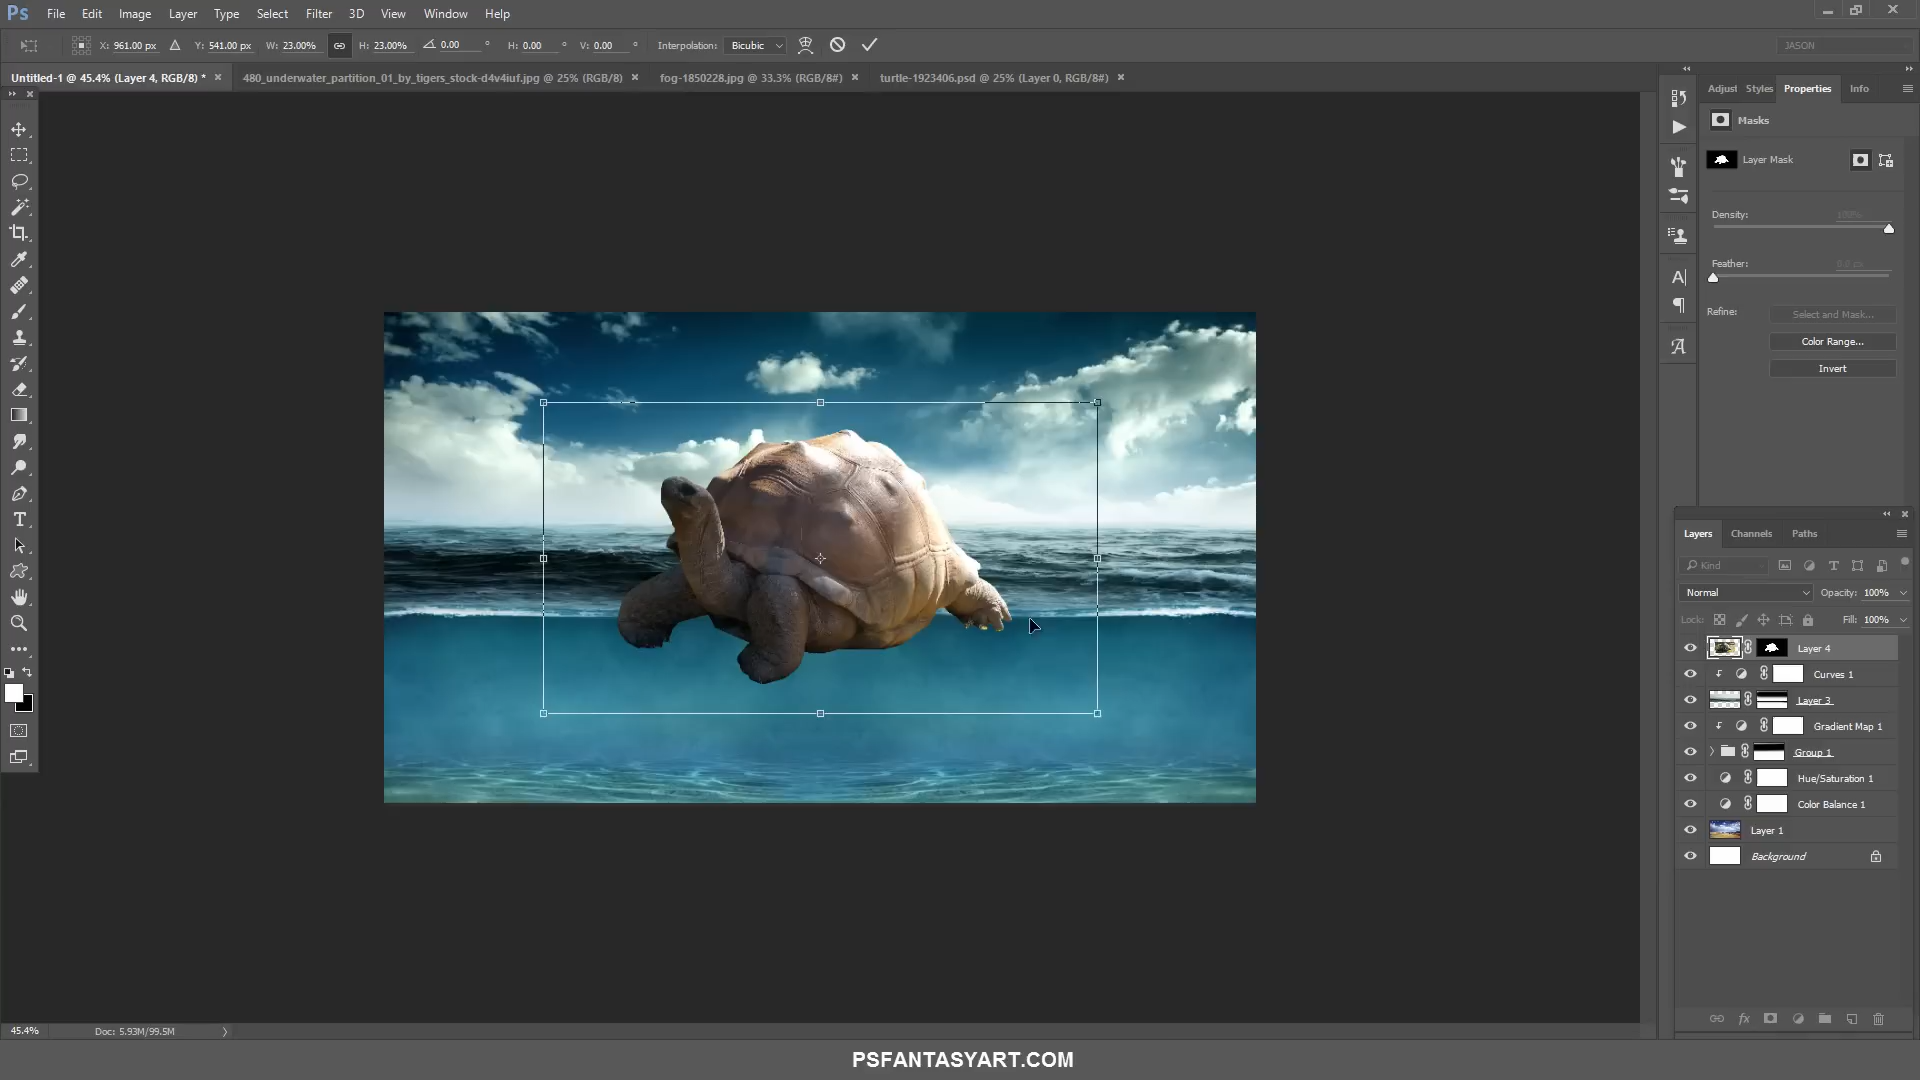 Ps File Edit Image Layer Type Select Filter 3D View Window Help
X: 961.00 px Y: 541.00 px W: 23.00% H: 23.00% 0.00 ° H: 0.00 ° V: 0.00 ° Interpolation: Bicubic JASON
Untitled-1 @ 45.4% (Layer 4, RGB/8) * × 480_underwater_partition_01_by_tigers_stock-d4v4iuf.jpg @ 25% (RGB/8) × fog-1850228.jpg @ 33.3% (RGB/8#) × turtle-1923406.psd @ 25% (Layer 0, RGB/8#) ×
Adjust Styles Properties Info
Masks
Layer Mask
Density: 100%
Feather: 0.0 px
Refine: Select and Mask...
Color Range...
Invert
Layers Channels Paths
Kind
Normal Opacity: 100%
Lock: Fill: 100%
Layer 4
Curves 1
Layer 3
Gradient Map 1
Group 1
Hue/Saturation 1
Color Balance 1
Layer 1
Background
45.4% Doc: 5.93M/99.5M
PSFANTASYART.COM